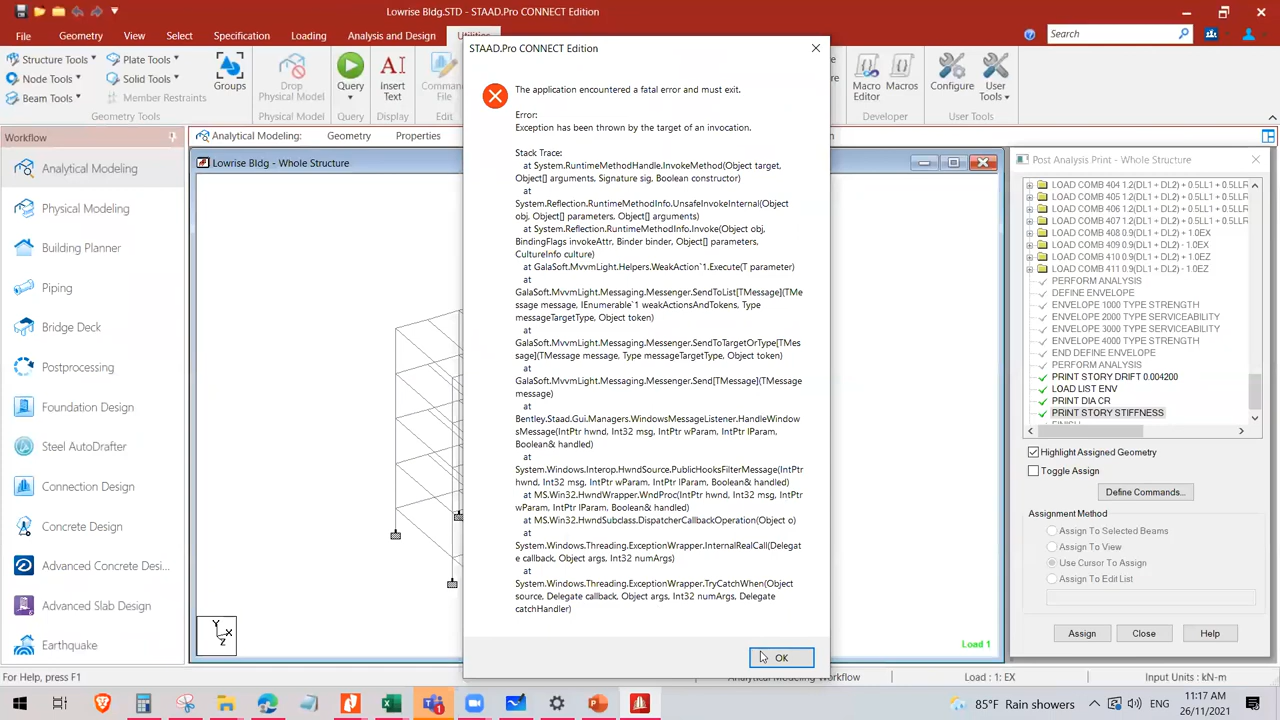 Lowrise Bldg.STD - STAAD.Pro CONNECT Edition
File
Geometry
View
Select
Specification
Loading
Analysis and Design
Utilities
Search
Structure Tools
Node Tools
Beam Tools
Plate Tools
Solid Tools
Member Restraints
Geometry Tools
Groups
Drop
Physical Model
Physical Model
Query
Query
Insert
Text
Display
Command
File
Edit
Macro
Editor
Macros
Developer
Configure
User
Tools
User Tools
Workflow
Analytical Modeling
Physical Modeling
Building Planner
Piping
Bridge Deck
Postprocessing
Foundation Design
Steel AutoDrafter
Connection Design
Concrete Design
Advanced Concrete Desi...
Advanced Slab Design
Earthquake
Analytical Modeling:
Geometry
Properties
Lowrise Bldg - Whole Structure
Y
X
Z
Load 1
STAAD.Pro CONNECT Edition
The application encountered a fatal error and must exit.
Error:
Exception has been thrown by the target of an invocation.
Stack Trace:
at System.RuntimeMethodHandle.InvokeMethod(Object target,
Object[] arguments, Signature sig, Boolean constructor)
at
System.Reflection.RuntimeMethodInfo.UnsafeInvokeInternal(Object
obj, Object[] parameters, Object[] arguments)
at System.Reflection.RuntimeMethodInfo.Invoke(Object obj,
BindingFlags invokeAttr, Binder binder, Object[] parameters,
CultureInfo culture)
at GalaSoft.MvvmLight.Helpers.WeakAction`1.Execute(T parameter)
at
GalaSoft.MvvmLight.Messaging.Messenger.SendToList[TMessage](TMe
ssage message, IEnumerable`1 weakActionsAndTokens, Type
messageTargetType, Object token)
at
GalaSoft.MvvmLight.Messaging.Messenger.SendToTargetOrType[TMes
sage](TMessage message, Type messageTargetType, Object token)
at
GalaSoft.MvvmLight.Messaging.Messenger.Send[TMessage](TMessage
message)
at
Bentley.Staad.Gui.Managers.WindowsMessageListener.HandleWindow
sMessage(IntPtr hwnd, Int32 msg, IntPtr wParam, IntPtr lParam,
Boolean& handled)
at
System.Windows.Interop.HwndSource.PublicHooksFilterMessage(IntPtr
hwnd, Int32 msg, IntPtr wParam, IntPtr lParam, Boolean& handled)
at MS.Win32.HwndWrapper.WndProc(IntPtr hwnd, Int32 msg, IntPtr
wParam, IntPtr lParam, Boolean& handled)
at MS.Win32.HwndSubclass.DispatcherCallbackOperation(Object o)
at
System.Windows.Threading.ExceptionWrapper.InternalRealCall(Delegat
e callback, Object args, Int32 numArgs)
at
System.Windows.Threading.ExceptionWrapper.TryCatchWhen(Object
source, Delegate callback, Object args, Int32 numArgs, Delegate
catchHandler)
OK
Post Analysis Print - Whole Structure
LOAD COMB 404 1.2(DL1 + DL2) + 0.5LL1 + 0.5LLR
LOAD COMB 405 1.2(DL1 + DL2) + 0.5LL1 + 0.5LLR
LOAD COMB 406 1.2(DL1 + DL2) + 0.5LL1 + 0.5LLR
LOAD COMB 407 1.2(DL1 + DL2) + 0.5LL1 + 0.5LLR
LOAD COMB 408 0.9(DL1 + DL2) + 1.0EX
LOAD COMB 409 0.9(DL1 + DL2) - 1.0EX
LOAD COMB 410 0.9(DL1 + DL2) + 1.0EZ
LOAD COMB 411 0.9(DL1 + DL2) - 1.0EZ
PERFORM ANALYSIS
DEFINE ENVELOPE
ENVELOPE 1000 TYPE STRENGTH
ENVELOPE 2000 TYPE SERVICEABILITY
ENVELOPE 3000 TYPE SERVICEABILITY
ENVELOPE 4000 TYPE STRENGTH
END DEFINE ENVELOPE
PERFORM ANALYSIS
PRINT STORY DRIFT 0.004200
LOAD LIST ENV
PRINT DIA CR
PRINT STORY STIFFNESS
FINISH
Highlight Assigned Geometry
Toggle Assign
Define Commands...
Assignment Method
Assign To Selected Beams
Assign To View
Use Cursor To Assign
Assign To Edit List
Assign
Close
Help
For Help, press F1
Analytical Modeling Workflow
Load : 1: EX
Input Units : kN-m
85°F Rain showers
ENG
11:17 AM
26/11/2021